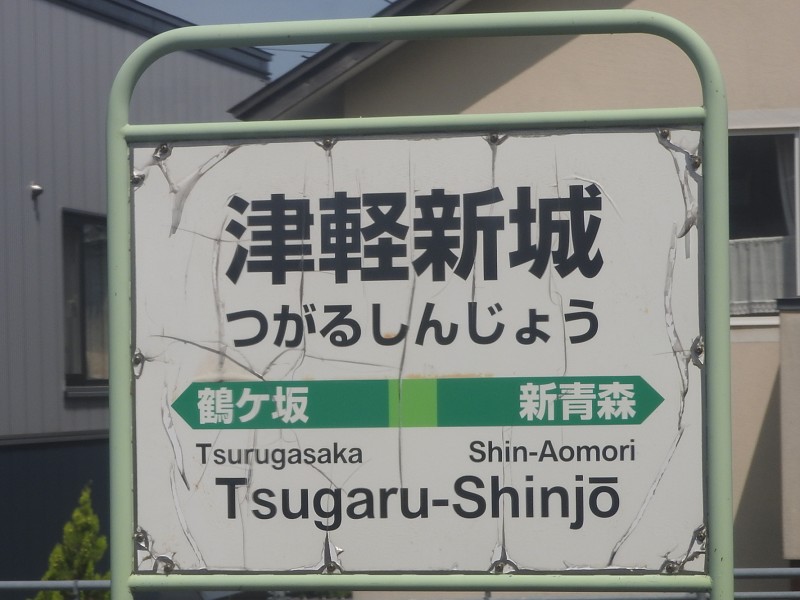 津軽新城
つがるしんじょう
鶴ケ坂 新青森
Tsurugasaka Shin-Aomori
Tsugaru-Shinjō